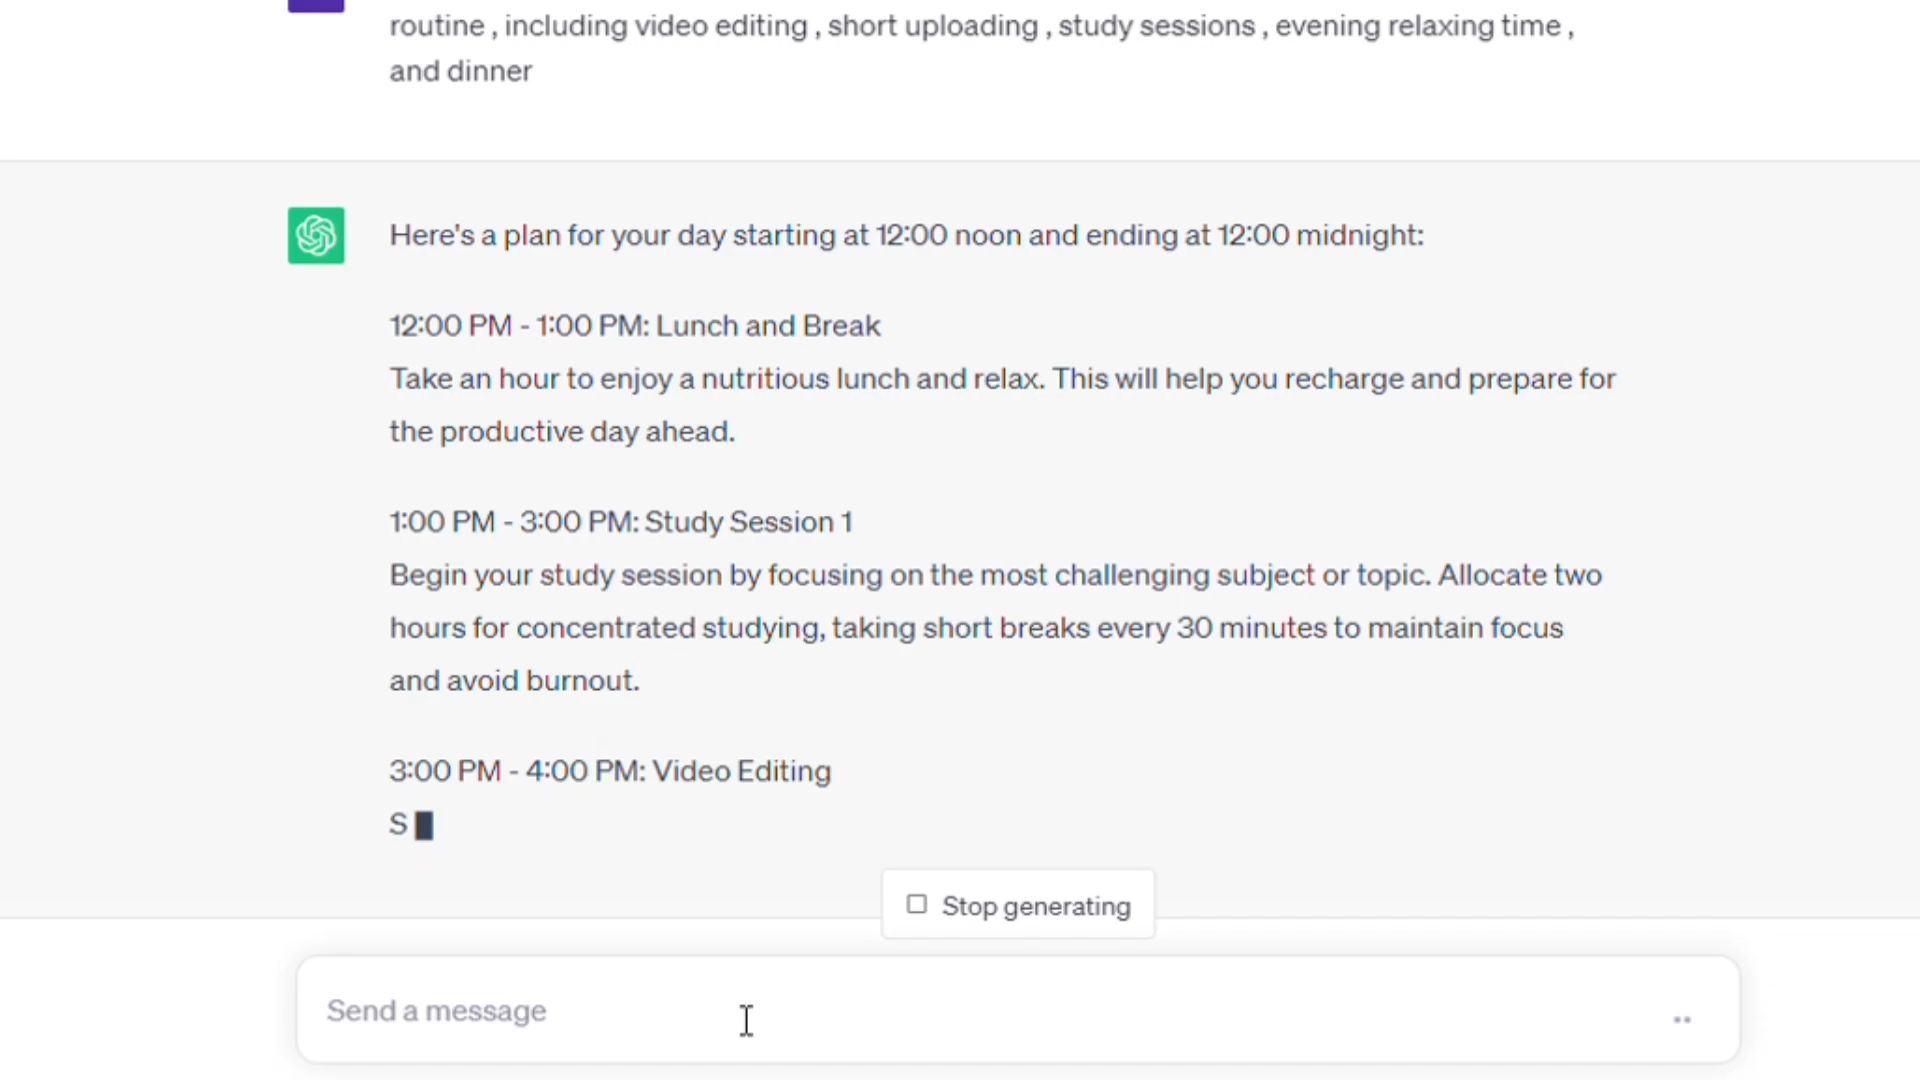 routine , including video editing , short uploading , study sessions , evening relaxing time ,
and dinner
Here's a plan for your day starting at 12:00 noon and ending at 12:00 midnight:
12:00 PM - 1:00 PM: Lunch and Break
Take an hour to enjoy a nutritious lunch and relax. This will help you recharge and prepare for
the productive day ahead.
1:00 PM - 3:00 PM: Study Session 1
Begin your study session by focusing on the most challenging subject or topic. Allocate two
hours for concentrated studying, taking short breaks every 30 minutes to maintain focus
and avoid burnout.
3:00 PM - 4:00 PM: Video Editing
S
Stop generating
Send a message